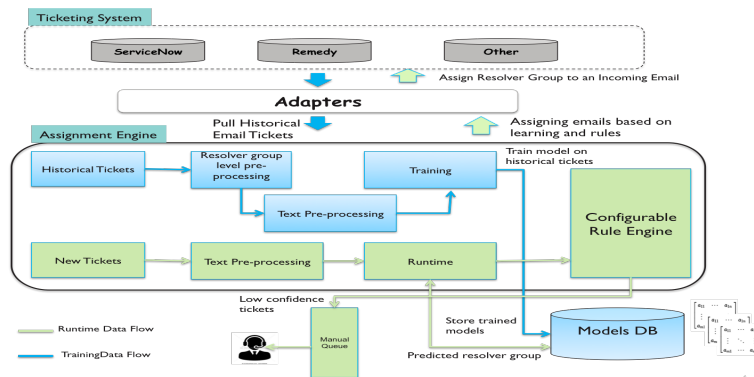 Ticketing System
ServiceNow
Remedy
Other
Assign Resolver Group to an Incoming Email
Adapters
Pull Historical
Email Tickets
Assigning emails based on
learning and rules
Assignment Engine
Train model on
historical tickets
Historical Tickets
Resolver group
level pre-
processing
Training
Text Pre-processing
Configurable
Rule Engine
New Tickets
Text Pre-processing
Runtime
Low confidence
tickets
Runtime Data Flow
TrainingData Flow
Manual
Queue
Store trained
models
Predicted resolver group
Models DB